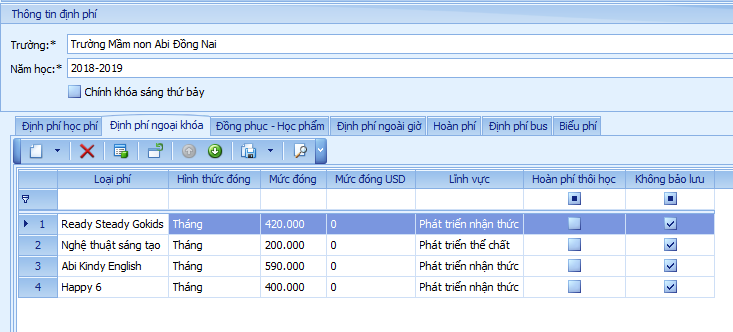 Thông tin định phí
Trường:* Trường Mầm non Abi Đồng Nai
Năm học:* 2018-2019
Chính khóa sáng thứ bảy
Định phí học phí Định phí ngoại khóa Đồng phục - Học phẩm Định phí ngoài giờ Hoàn phí Định phí bus Biểu phí
Loại phí Hình thức đóng Mức đóng Mức đóng USD Lĩnh vực Hoàn phí thôi học Không bảo lưu
1 Ready Steady Gokids Tháng 420.000 0 Phát triển nhận thức
2 Nghệ thuật sáng tạo Tháng 200.000 0 Phát triển thể chất
3 Abi Kindy English Tháng 590.000 0 Phát triển nhận thức
4 Happy 6 Tháng 400.000 0 Phát triển nhận thức